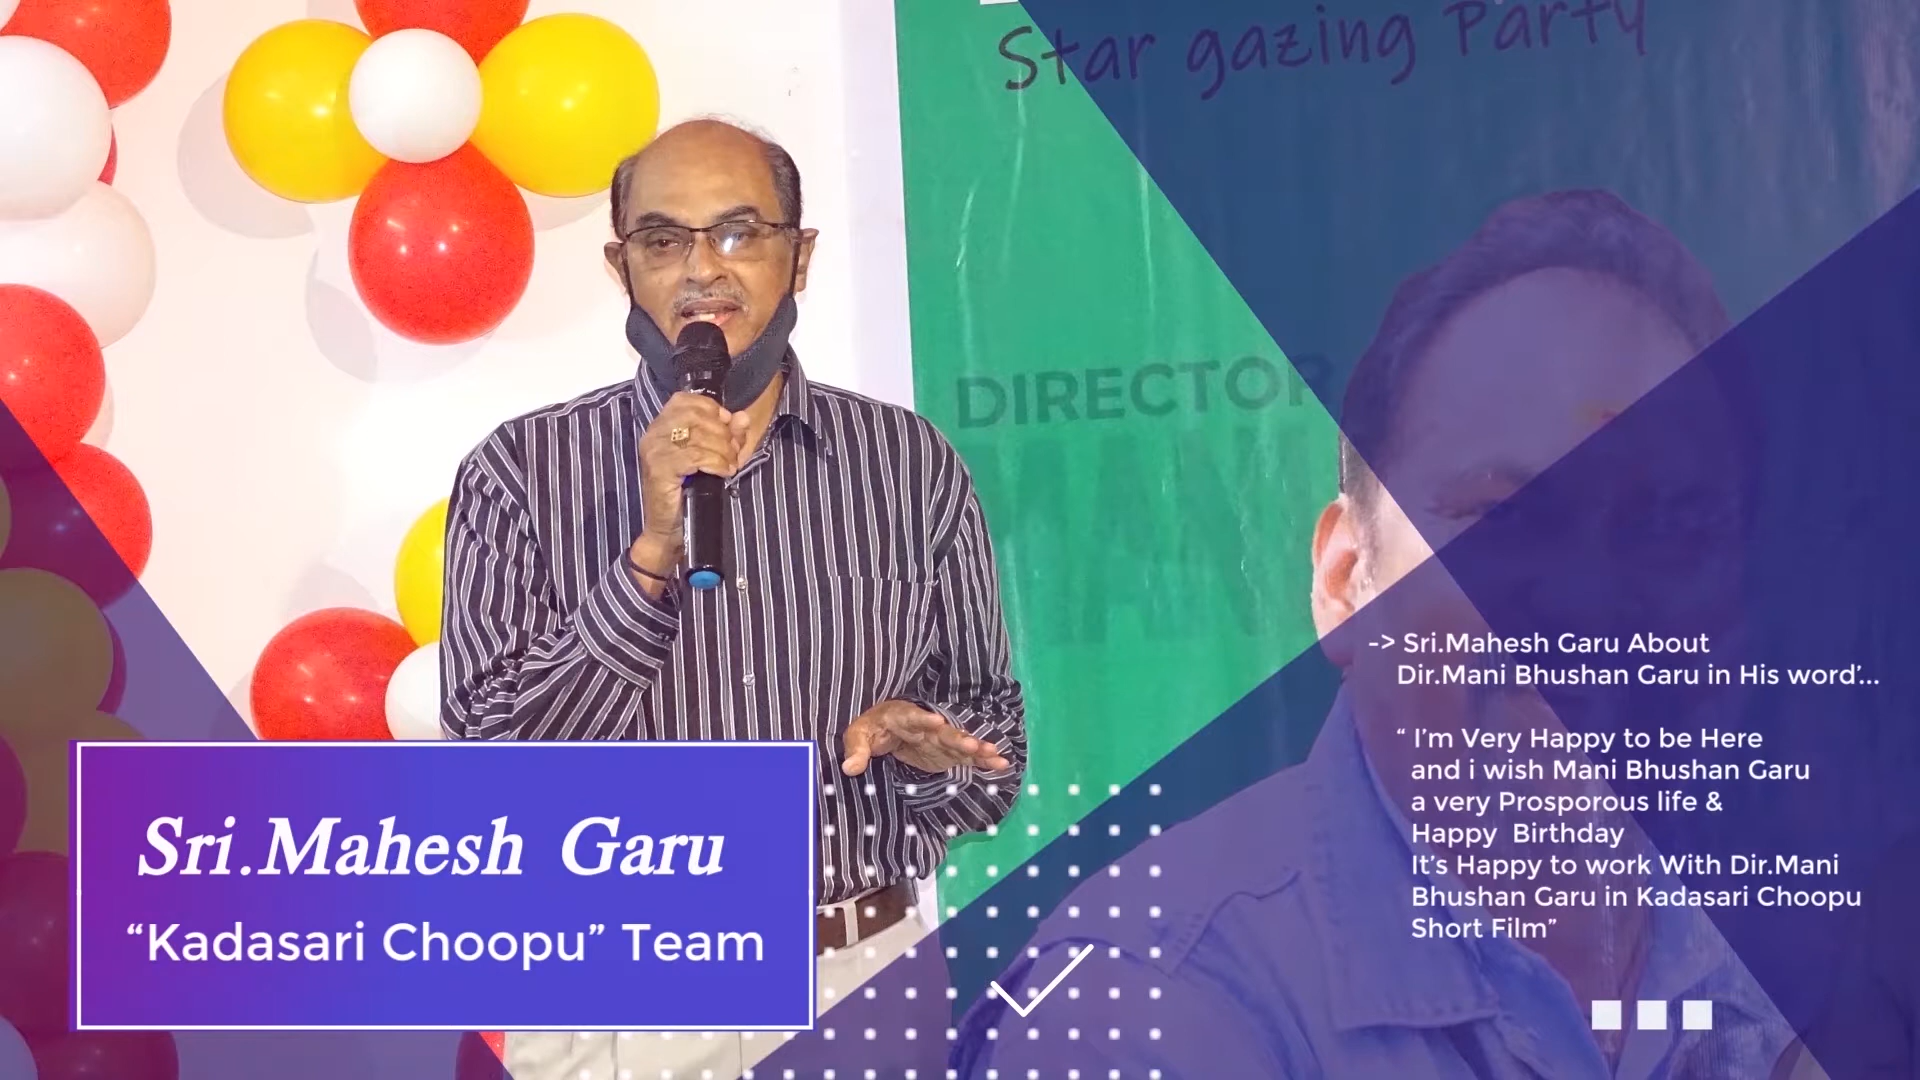 Star gazing Party
DIRECTOR
-> Sri.Mahesh Garu About
Dir.Mani Bhushan Garu in His word'...
“ I'm Very Happy to be Here
and i wish Mani Bhushan Garu
a very Prosporous life &
Happy Birthday
It's Happy to work With Dir.Mani
Bhushan Garu in Kadasari Choopu
Short Film”
Sri.Mahesh Garu
“Kadasari Choopu” Team